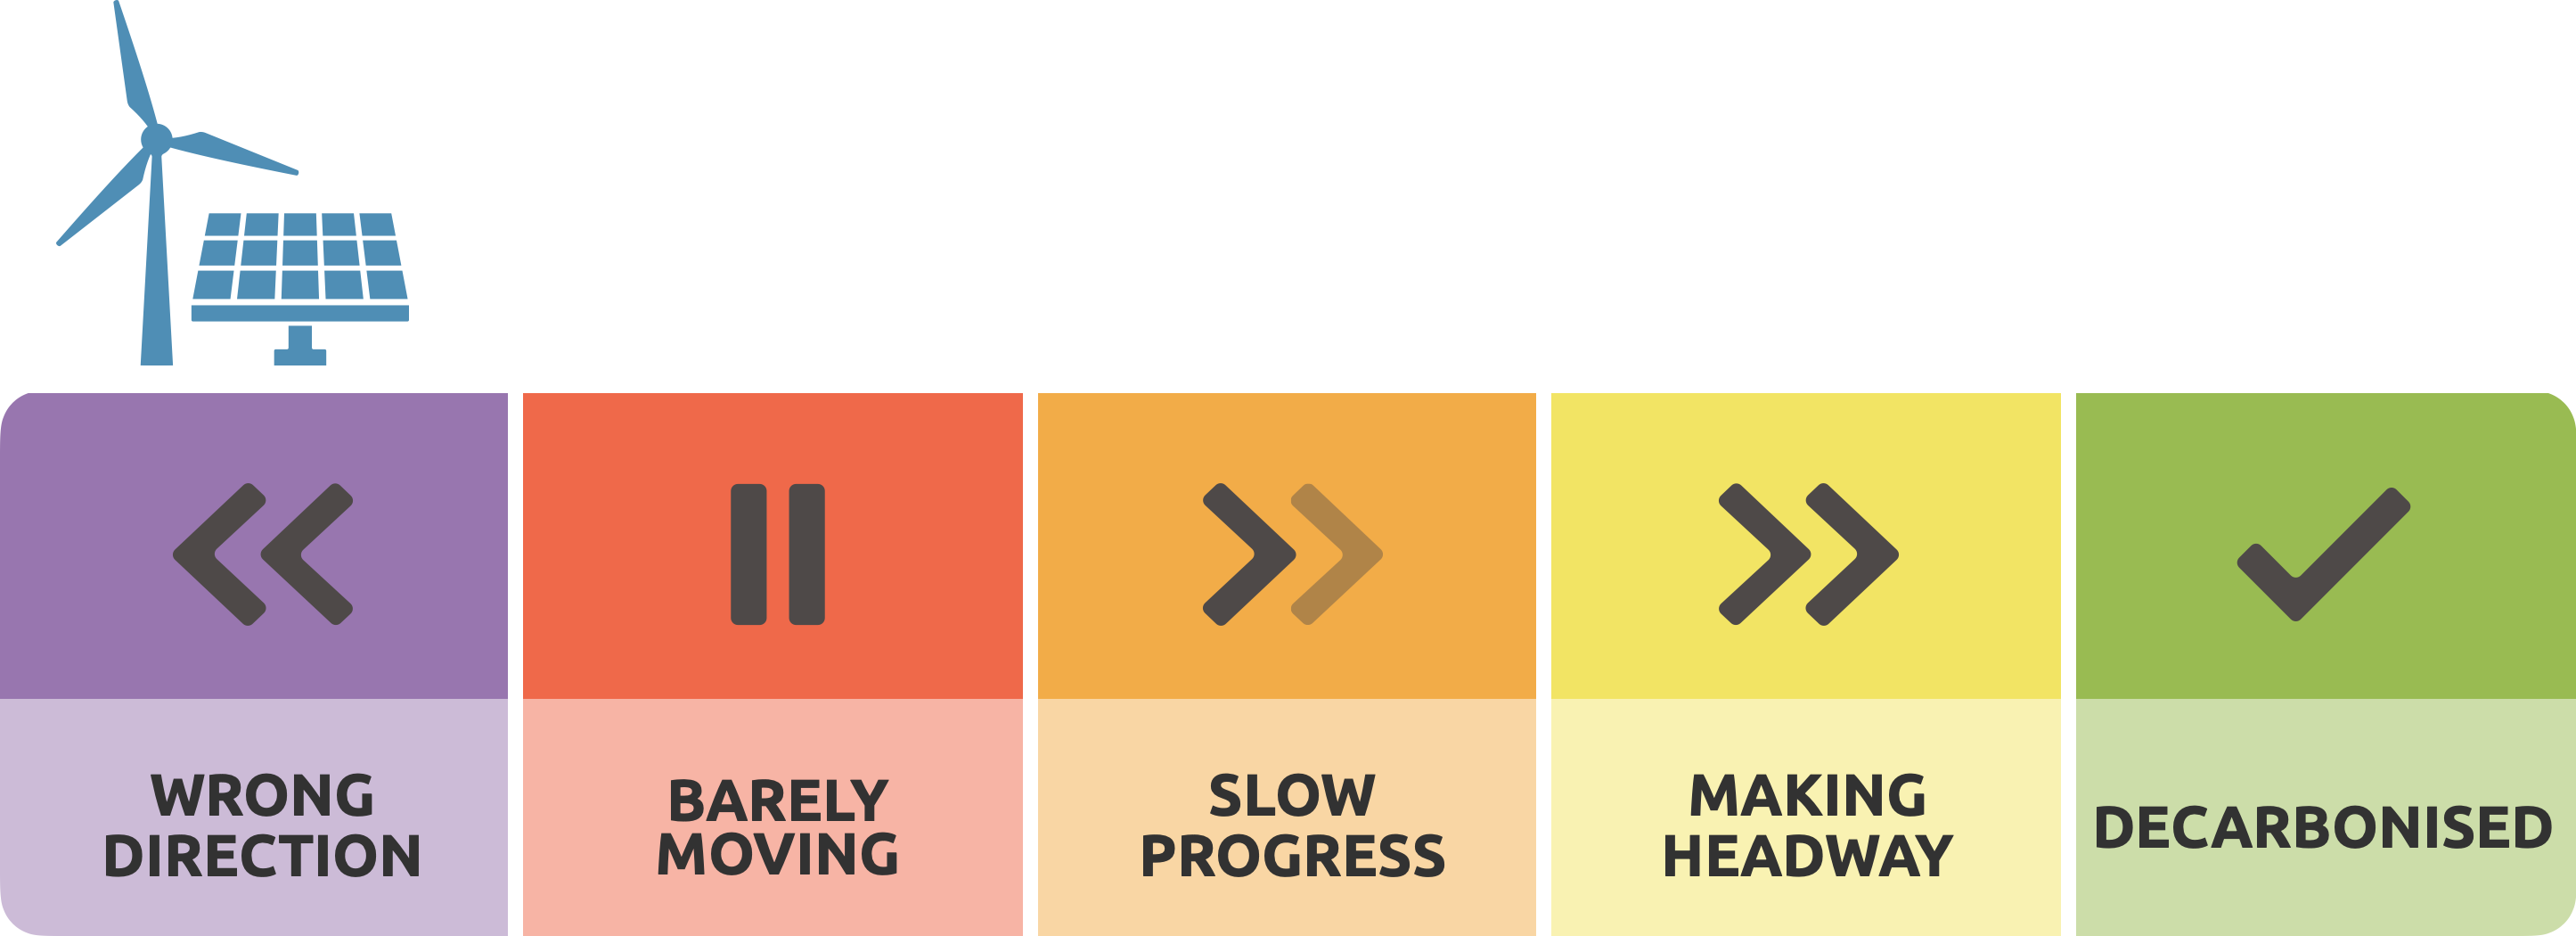 WRONG
DIRECTION
BARELY
MOVING
SLOW
PROGRESS
MAKING
HEADWAY
DECARBONISED